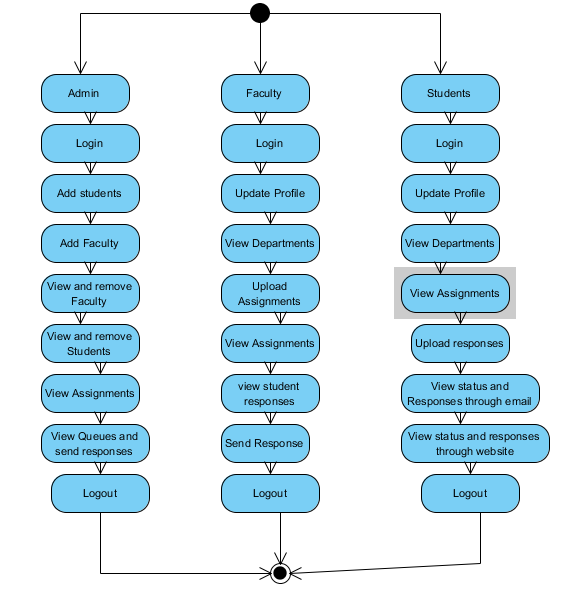 Admin
Login
Add students
Add Faculty
View and remove
Faculty
View and remove
Students
View Assignments
View Queues and
send responses
Logout
Faculty
Login
Update Profile
View Departments
Upload
Assignments
View Assignments
view student
responses
Send Response
Logout
Students
Login
Update Profile
View Departments
View Assignments
Upload responses
View status and
Responses through email
View status and responses
through website
Logout